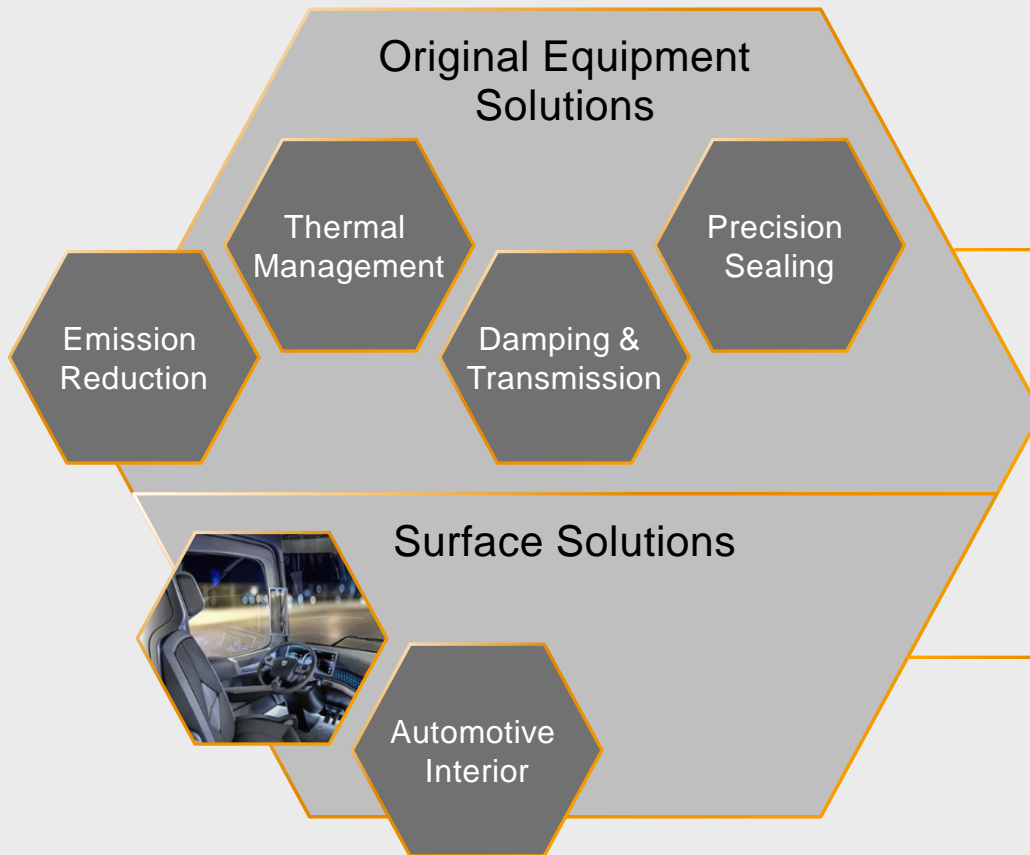 Original Equipment
Solutions
Thermal
Management
Precision
Sealing
Emission
Reduction
Damping &
Transmission
Surface Solutions
Automotive
Interior